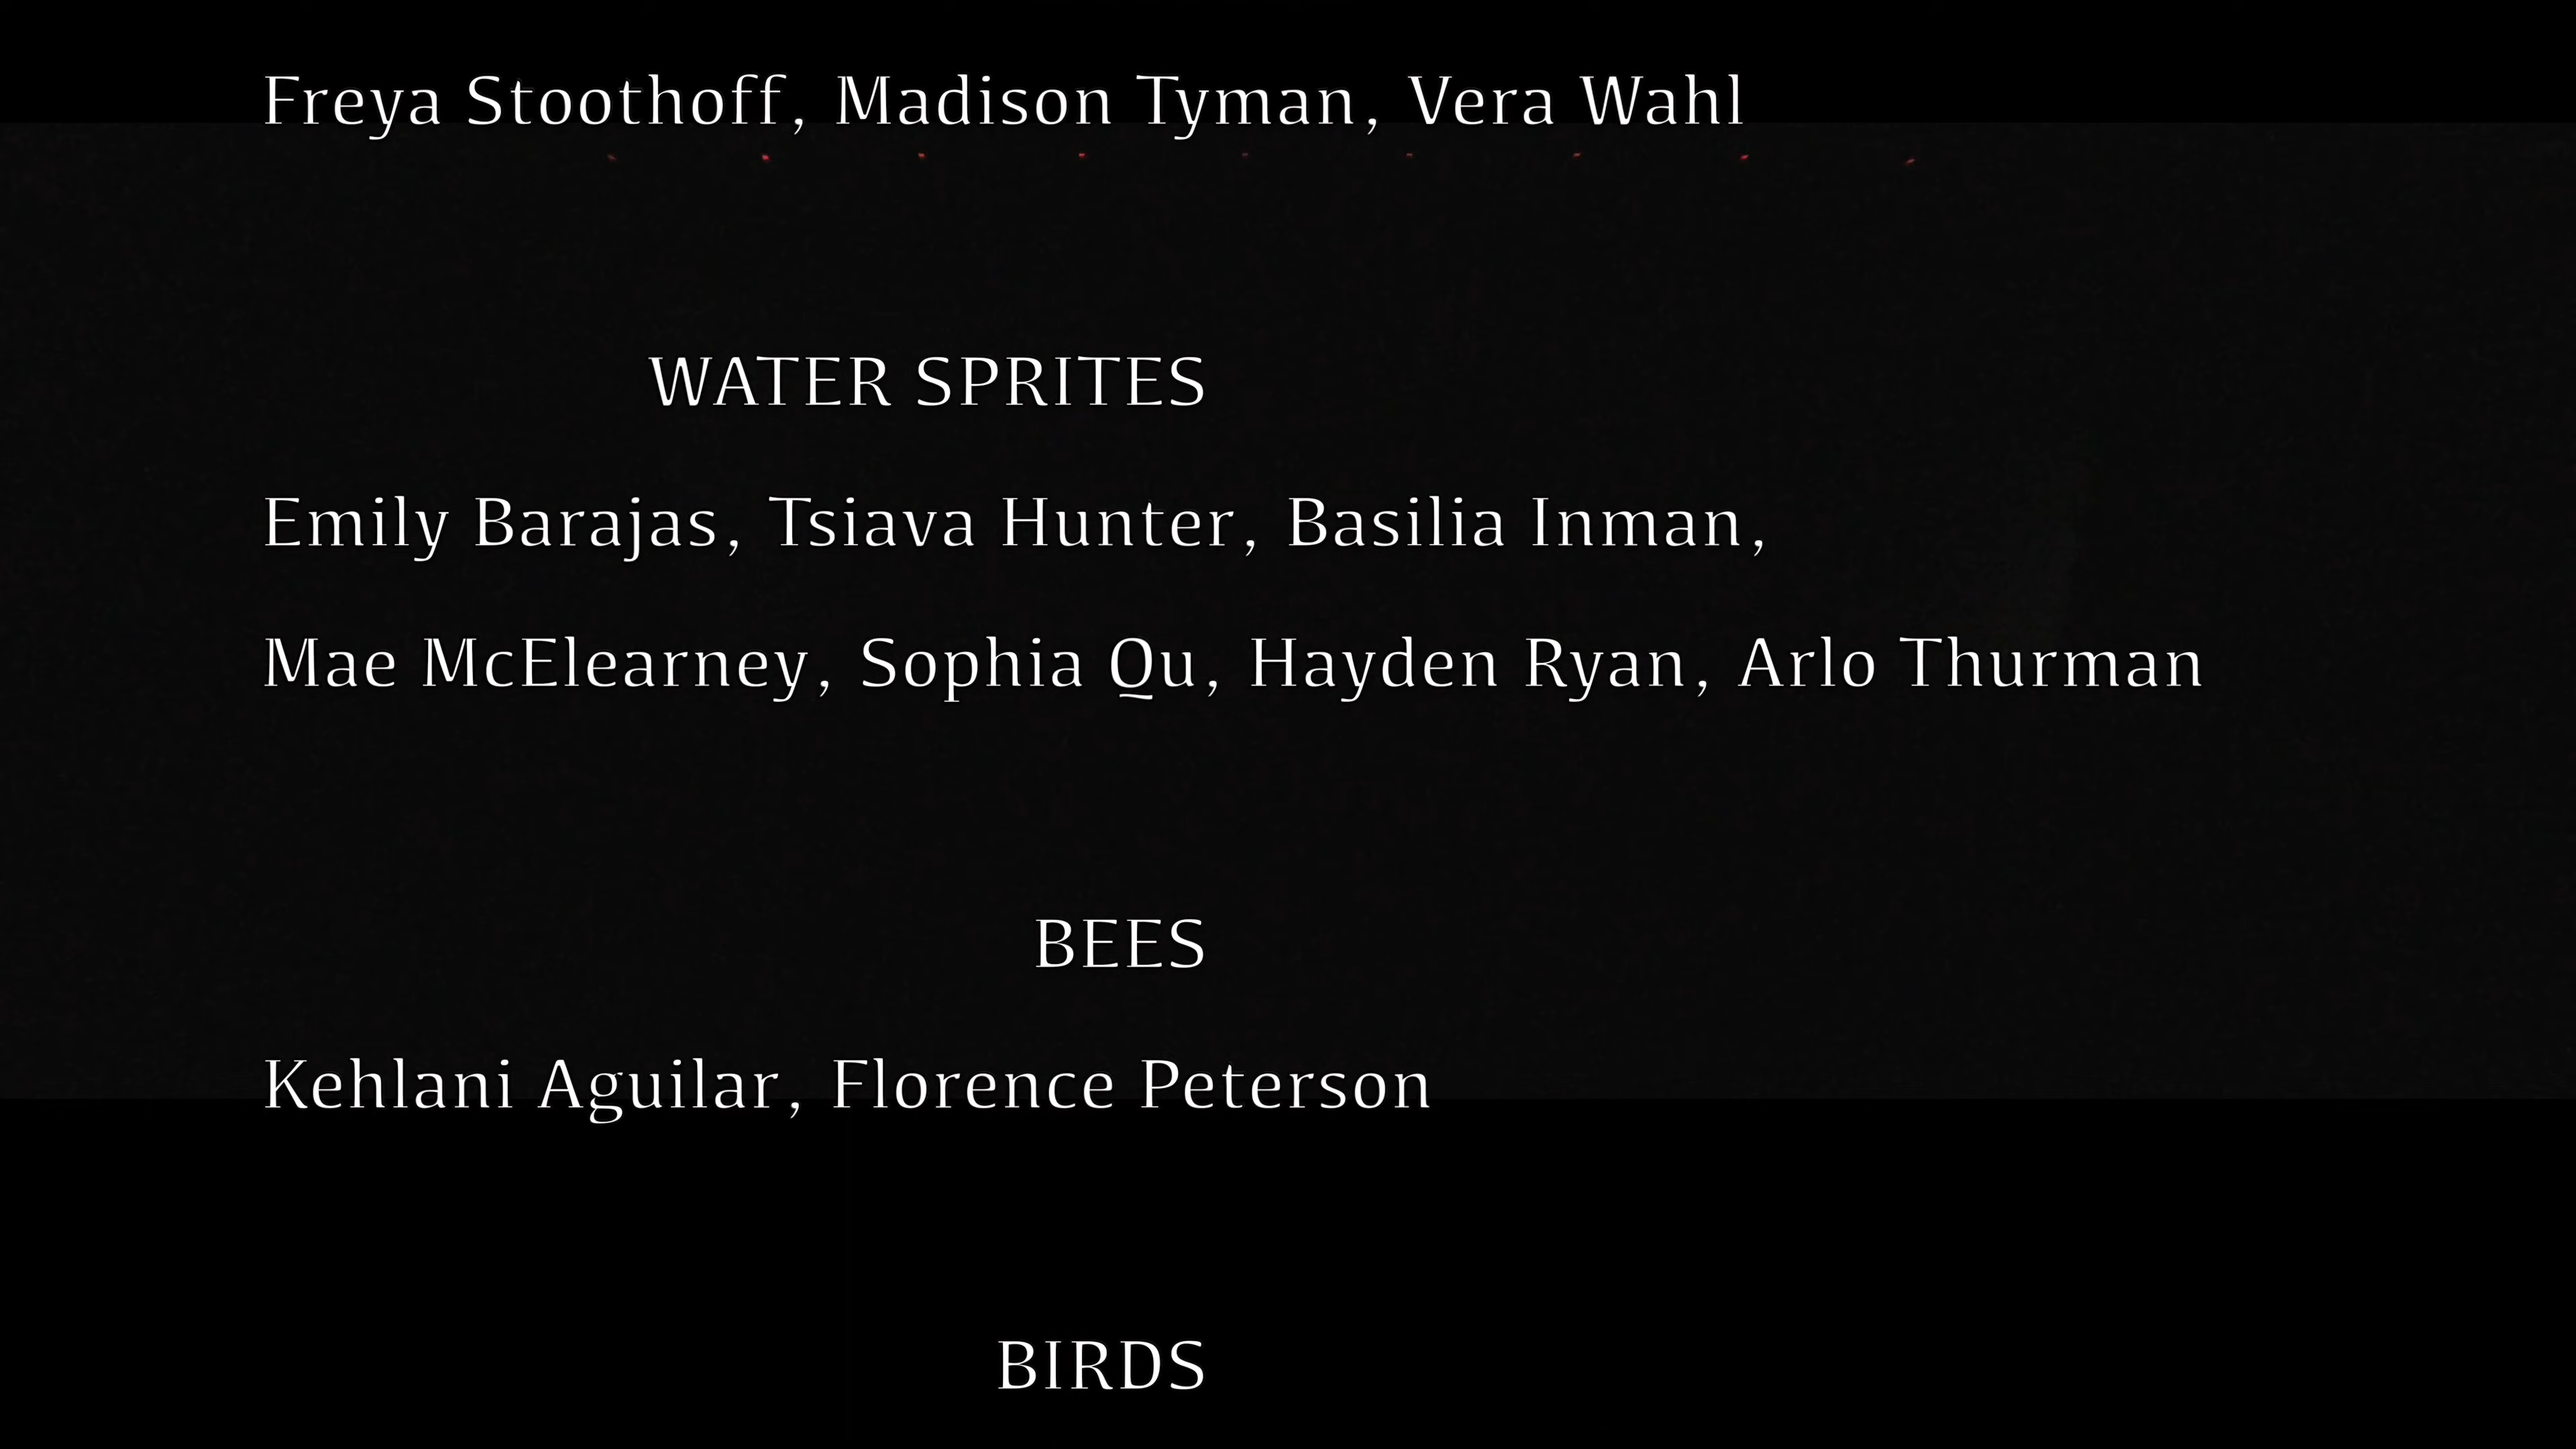 Freya Stoothoff, Madison Tyman, Vera Wahl
WATER SPRITES
Emily Barajas, Tsiava Hunter, Basilia Inman,
Mae McElearney, Sophia Qu, Hayden Ryan, Arlo Thurman
BEES
Kehlani Aguilar, Florence Peterson
BIRDS